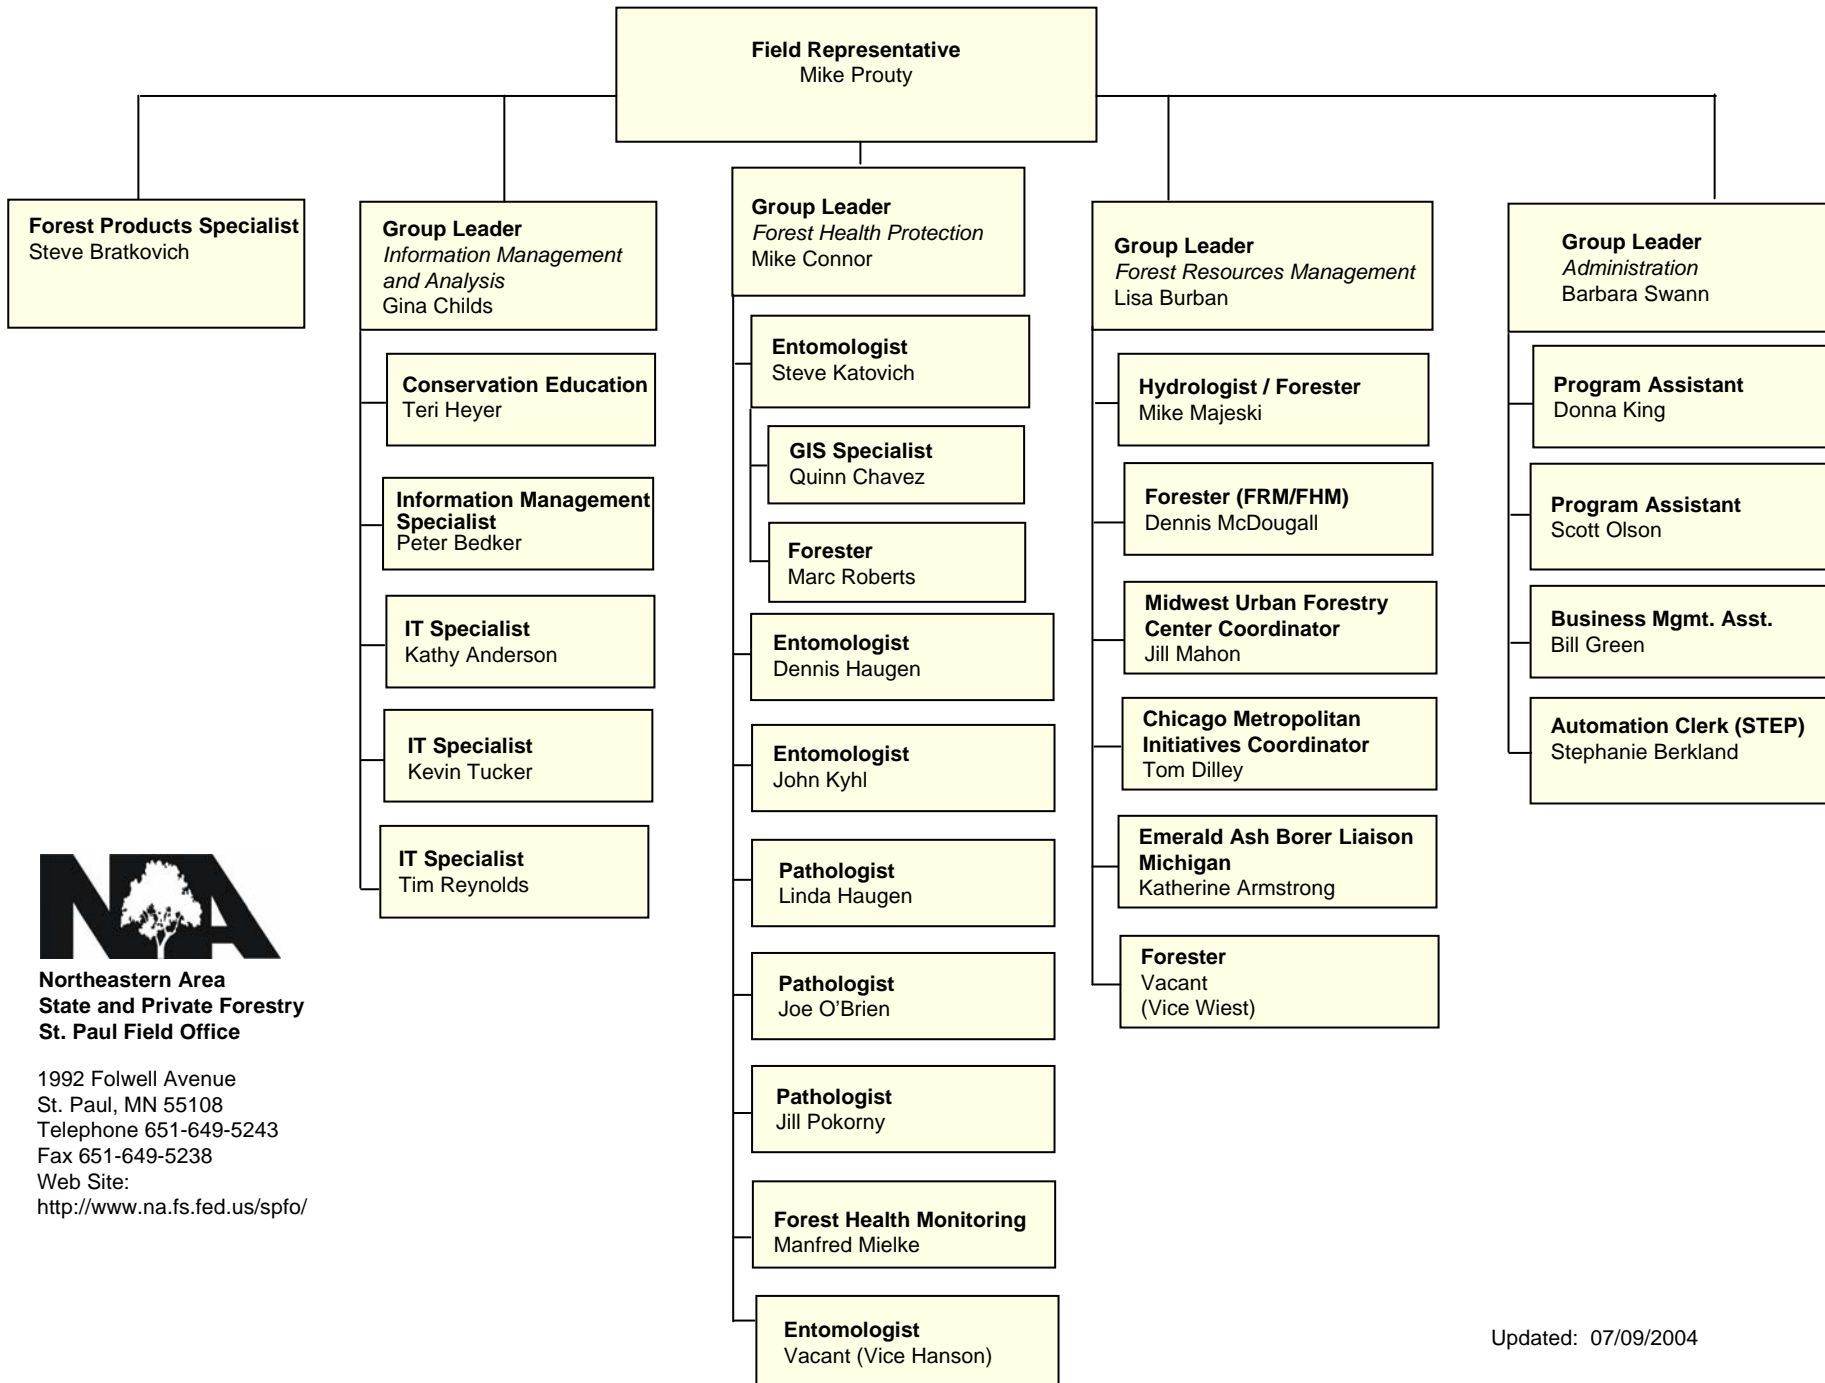 Field Representative
Mike Prouty
Forest Products Specialist
Steve Bratkovich
Group Leader
Information Management
and Analysis
Gina Childs
Conservation Education
Teri Heyer
Information Management
Specialist
Peter Bedker
IT Specialist
Kathy Anderson
IT Specialist
Kevin Tucker
IT Specialist
Tim Reynolds
Group Leader
Forest Health Protection
Mike Connor
Entomologist
Steve Katovich
GIS Specialist
Quinn Chavez
Forester
Marc Roberts
Entomologist
Dennis Haugen
Entomologist
John Kyhl
Pathologist
Linda Haugen
Pathologist
Joe O’Brien
Pathologist
Jill Pokorny
Forest Health Monitoring
Manfred Mielke
Entomologist
Vacant (Vice Hanson)
Group Leader
Forest Resources Management
Lisa Burban
Hydrologist / Forester
Mike Majeski
Forester (FRM/FHM)
Dennis McDougall
Midwest Urban Forestry
Center Coordinator
Jill Mahon
Chicago Metropolitan
Initiatives Coordinator
Tom Dilley
Emerald Ash Borer Liaison
Michigan
Katherine Armstrong
Forester
Vacant
(Vice Wiest)
Group Leader
Administration
Barbara Swann
Program Assistant
Donna King
Program Assistant
Scott Olson
Business Mgmt. Asst.
Bill Green
Automation Clerk (STEP)
Stephanie Berkland
NA
Northeastern Area
State and Private Forestry
St. Paul Field Office
1992 Folwell Avenue
St. Paul, MN 55108
Telephone 651-649-5243
Fax 651-649-5238
Web Site:
http://www.na.fs.fed.us/spfo/
Updated: 07/09/2004